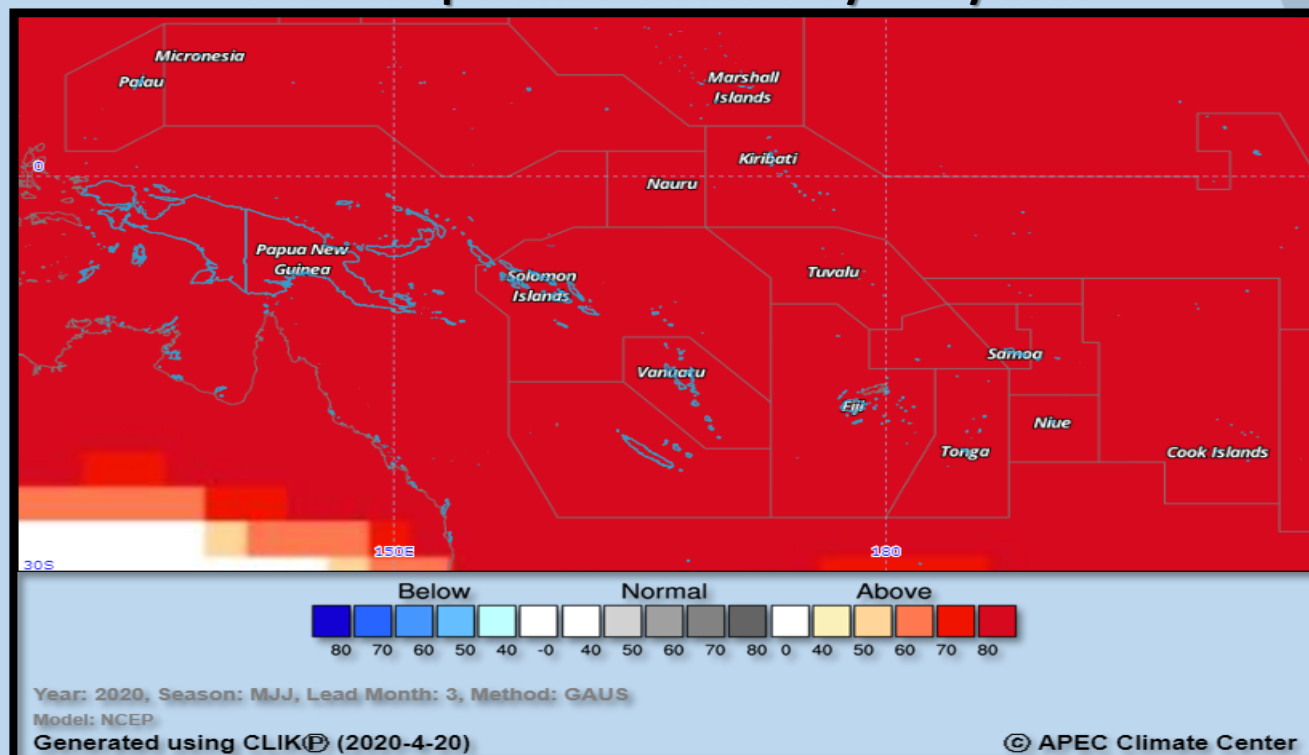 Micronesia
Palau
Marshall
Islands
0
Kiribati
Nauru
Papua New
Guinea
Solomon
Islands
Tuvalu
Samoa
Vanuatu
Fiji
Niue
Tonga
Cook Islands
150E
180
30S
Below Normal Above
80 70 60 50 40 -0 40 50 60 70 80 0 40 50 60 70 80
Year: 2020, Season: MJJ, Lead Month: 3, Method: GAUS
Model: NCEP
Generated using CLIKⓅ (2020-4-20) © APEC Climate Center